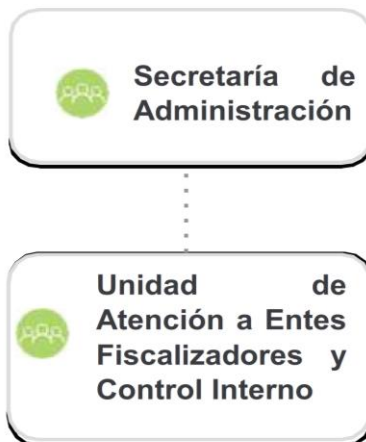 Secretaría de
Administración
Unidad de
Atención a Entes
Fiscalizadores y
Control Interno